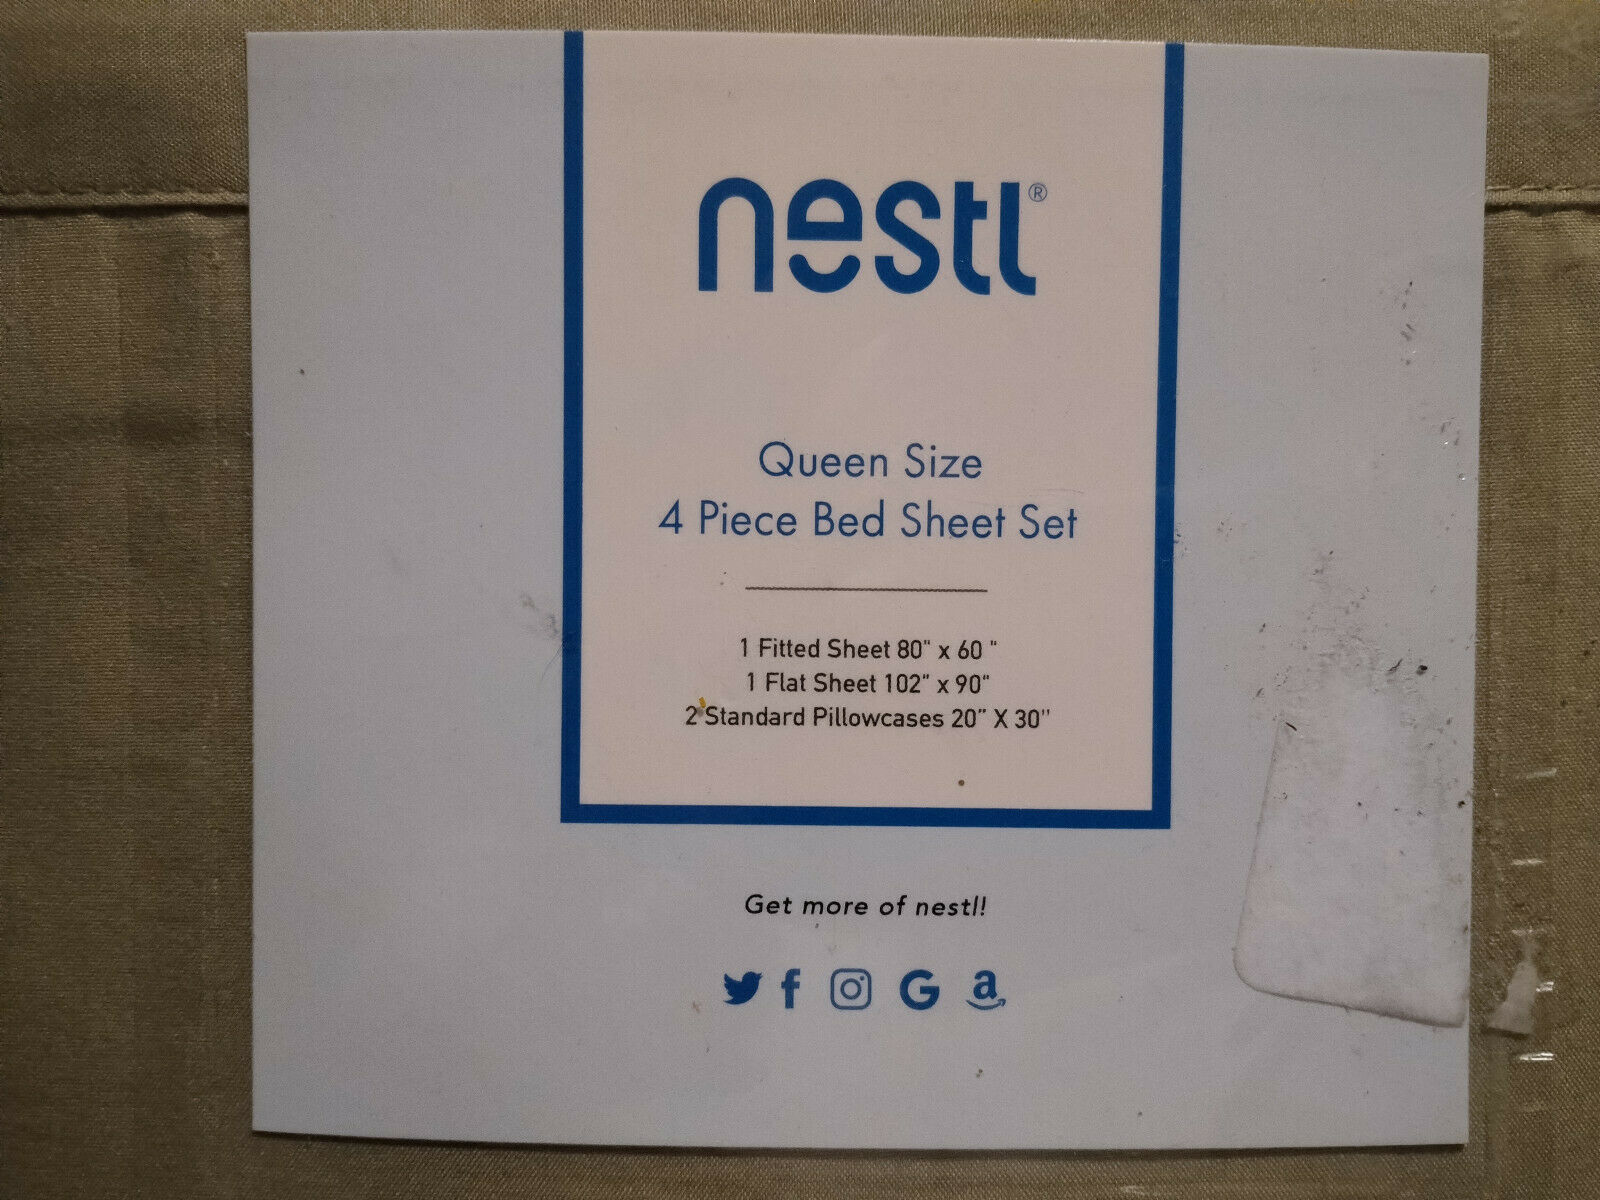 nestl®
Queen Size
4 Piece Bed Sheet Set
1 Fitted Sheet 80" x 60 "
1 Flat Sheet 102" x 90"
2 Standard Pillowcases 20" X 30"
Get more of nestl!